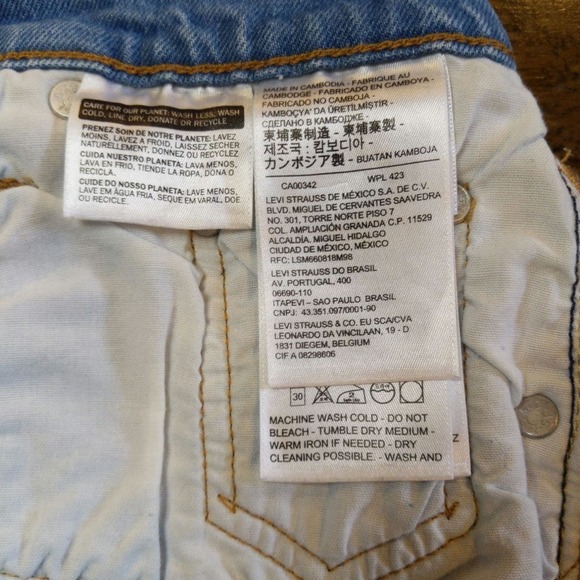 CARE FOR OUR PLANET: WASH LESS, WASH
COLD, LINE DRY, DONATE OR RECYCLE.
PRENEZ SOIN DE NOTRE PLANETE: LAVEZ
MOINS, LAVEZ À FROID, LAISSEZ SÉCHER
NATURELLEMENT, DONNEZ OU RECYCLEZ
CUIDA NUESTRO PLANETA: LAVA MENOS,
LAVA EN FRIO, TIENDE LA ROPA, DONA O
RECICLA
CUIDE DO NOSSO PLANETA: LAVE MENOS,
LAVE EM ÁGUA FRIA, SEQUE EM VARAL, DOE
OU RECICLE.
MADE IN CAMBODIA - FABRIQUE AU
CAMBODGE - FABRICADO EN CAMBOYA -
FABRICADO NO CAMBOJA -
KAMBOÇYA' DA ÜRETİLMİŞTİR -
СДЕЛАНО В КАМБОДЖЕ -
柬埔寨制造 - 柬埔寨製 -
제조국 : 캄보디아 -
カンボジア製 - BUATAN KAMBOJA
CA00342 WPL 423
LEVI STRAUSS DE MÉXICO S.A. DE C.V.
BLVD. MIGUEL DE CERVANTES SAAVEDRA
NO. 301, TORRE NORTE PISO 7
COL. AMPLIACIÓN GRANADA C.P. 11529
ALCALDÍA. MIGUEL HIDALGO
CIUDAD DE MÉXICO, MÉXICO
RFC: LSM660818M98
LEVI STRAUSS DO BRASIL
AV. PORTUGAL, 400
06690-110
ITAPEVI – SAO PAULO BRASIL
CNPJ: 43.351.097/0001-90
LEVI STRAUSS & CO. EU SCA/CVA
LEONARDO DA VINCILAAN, 19 - D
1831 DIEGEM, BELGIUM
CIF A 08298606
30
MACHINE WASH COLD - DO NOT
BLEACH - TUMBLE DRY MEDIUM -
WARM IRON IF NEEDED - DRY
CLEANING POSSIBLE. - WASH AND
Z